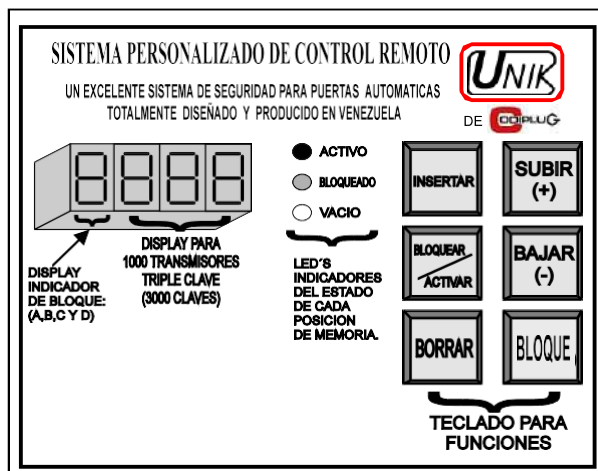 SISTEMA PERSONALIZADO DE CONTROL REMOTO
UN EXCELENTE SISTEMA DE SEGURIDAD PARA PUERTAS AUTOMATICAS
TOTALMENTE DISEÑADO Y PRODUCIDO EN VENEZUELA
UNIK
DE CODIPLUG
8888
DISPLAY
INDICADOR
DE BLOQUE:
(A,B,C Y D)
DISPLAY PARA
1000 TRANSMISORES
TRIPLE CLAVE
(3000 CLAVES)
ACTIVO
BLOQUEADO
VACIO
LED´S
INDICADORES
DEL ESTADO
DE CADA
POSICION
DE MEMORIA.
INSERTAR
SUBIR
(+)
BLOQUEAR
ACTIVAR
BAJAR
(-)
BORRAR
BLOQUE
TECLADO PARA
FUNCIONES